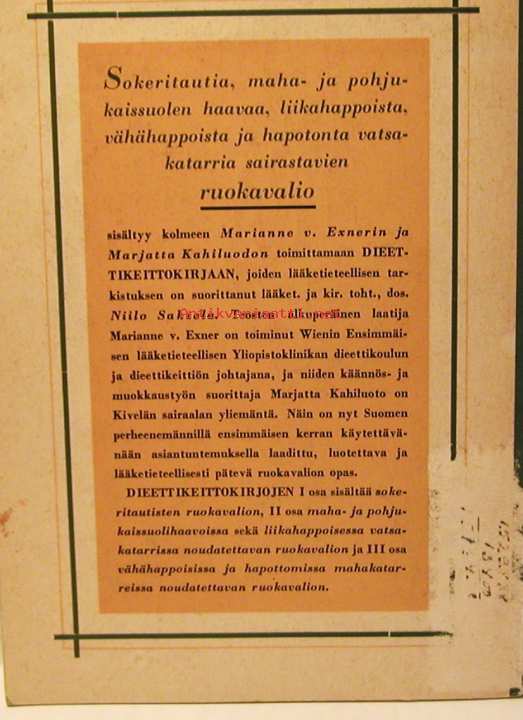 Sokeritautia, maha- ja pohju-
kaissuolen haavaa, liikahappoista,
vähähappoista ja hapotonta vatsa-
katarria sairastavien
ruokavalio
sisältyy kolmeen Marianne v. Exnerin ja
Marjatta Kahiluodon toimittamaan DIEET-
TIKEITTOKIRJAAN, joiden lääketieteellisen tar-
kistuksen on suorittanut lääket. ja kir. toht., dos.
Niilo Teosten alkuperäinen laatija
Marianne v. Exner on toiminut Wienin Ensimmäi-
sen lääketieteellisen Yliopistoklinikan dieettikoulun
ja dieettikeittiön johtajana, ja niiden käännös- ja
muokkaustyön suorittaja Marjatta Kahiluoto on
Kivelän sairaalan yliemäntä. Näin on nyt Suomen
perheenemännillä ensimmäisen kerran käytettävä-
nään asiantuntemuksella laadittu, luotettava ja
lääketieteellisesti pätevä ruokavalion opas.
DIEETTIKEITTOKIRJOJEN I osa sisältää soke-
ritautisten ruokavalion, II osa maha- ja pohju-
kaissuolihaavoissa sekä liikahappoisessa vatsa-
katarrissa noudatettavan ruokavalion ja III osa
vähähappoisissa ja hapottomissa mahakatar-
reissa noudatettavan ruokavalion.